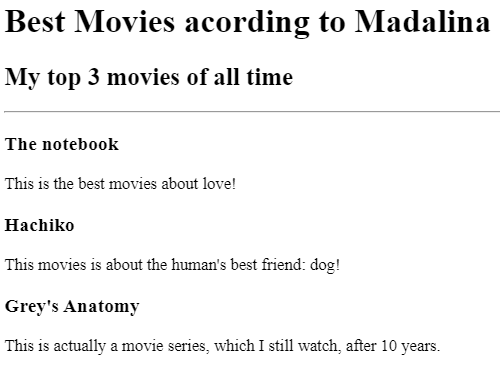 Best Movies acording to Madalina
My top 3 movies of all time
The notebook
This is the best movies about love!
Hachiko
This movies is about the human's best friend: dog!
Grey's Anatomy
This is actually a movie series, which I still watch, after 10 years.